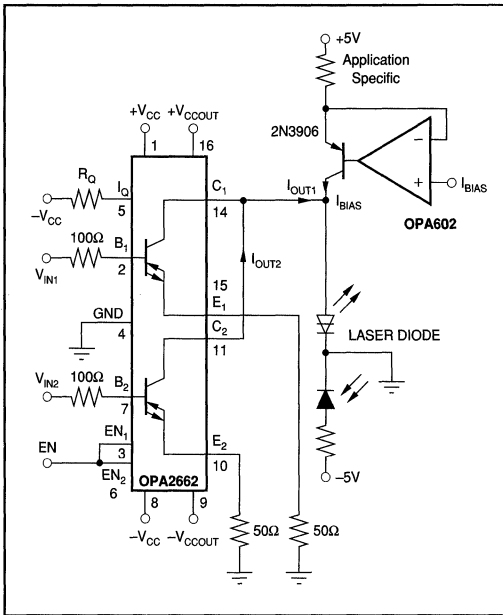 +5V
Application
Specific
+V_CC +V_CCOUT
2N3906
1 16
−
+
I_BIAS
R_Q
I_Q
C_1
I_OUT1
I_BIAS
OPA602
5
14
−V_CC
100Ω
B_1
V_IN1
2
I_OUT2
15
GND
E_1
4
C_2
LASER DIODE
11
V_IN2
100Ω
B_2
7
EN_1
EN
3
E_2
EN_2
OPA2662
10
6
−5V
8 9
−V_CC −V_CCOUT
50Ω 50Ω